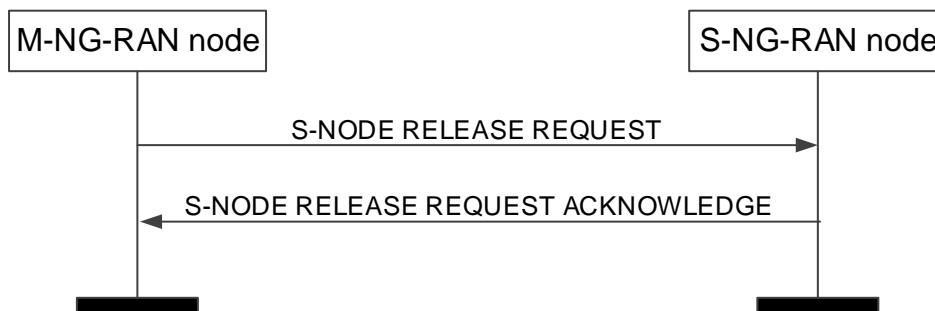 M-NG-RAN node
S-NG-RAN node
S-NODE RELEASE REQUEST
S-NODE RELEASE REQUEST ACKNOWLEDGE